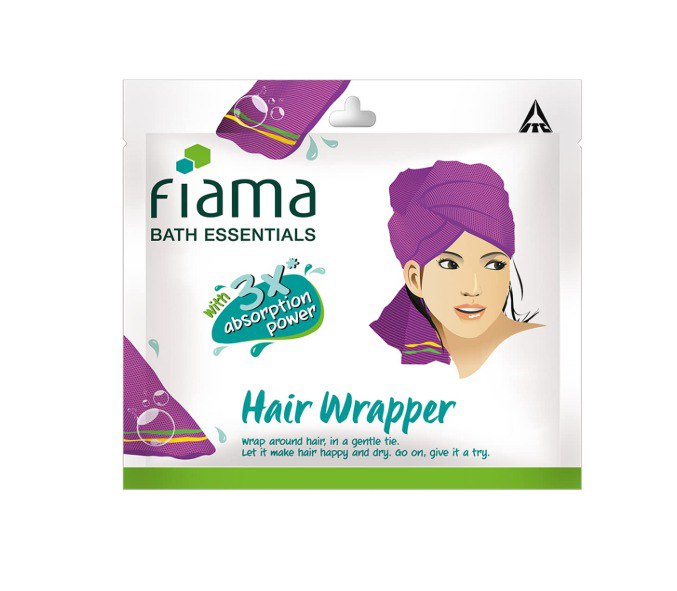 ITC
fiama
BATH ESSENTIALS
with 3x*
absorption
power
Hair Wrapper
Wrap around hair, in a gentle tie.
Let it make hair happy and dry. Go on, give it a try.